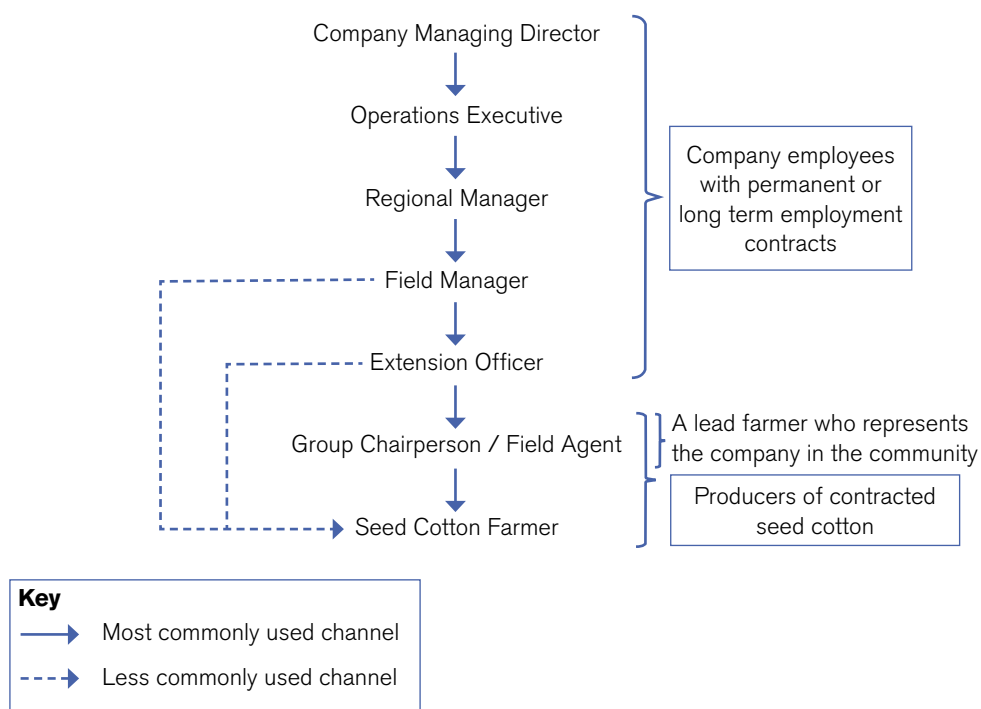 Company Managing Director
Operations Executive
Regional Manager
Field Manager
Extension Officer
Group Chairperson / Field Agent
Seed Cotton Farmer
Company employees
with permanent or
long term employment
contracts
A lead farmer who represents
the company in the community
Producers of contracted
seed cotton
Key
Most commonly used channel
Less commonly used channel